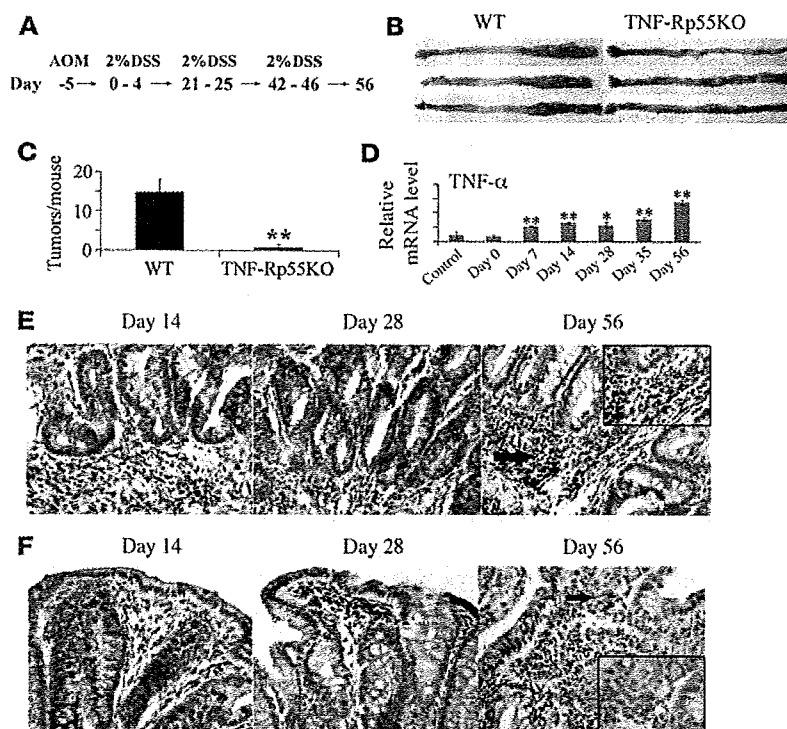 A
AOM 2%DSS 2%DSS 2%DSS
Day -5 → 0 - 4 → 21 - 25 → 42 - 46 → 56
B
WT TNF-Rp55KO
C
Tumors/mouse
20
10
0
**
WT TNF-Rp55KO
D
Relative
mRNA level
TNF-α
** ** * ** **
Control Day 0 Day 7 Day 14 Day 28 Day 35 Day 56
E
Day 14 Day 28 Day 56
F
Day 14 Day 28 Day 56